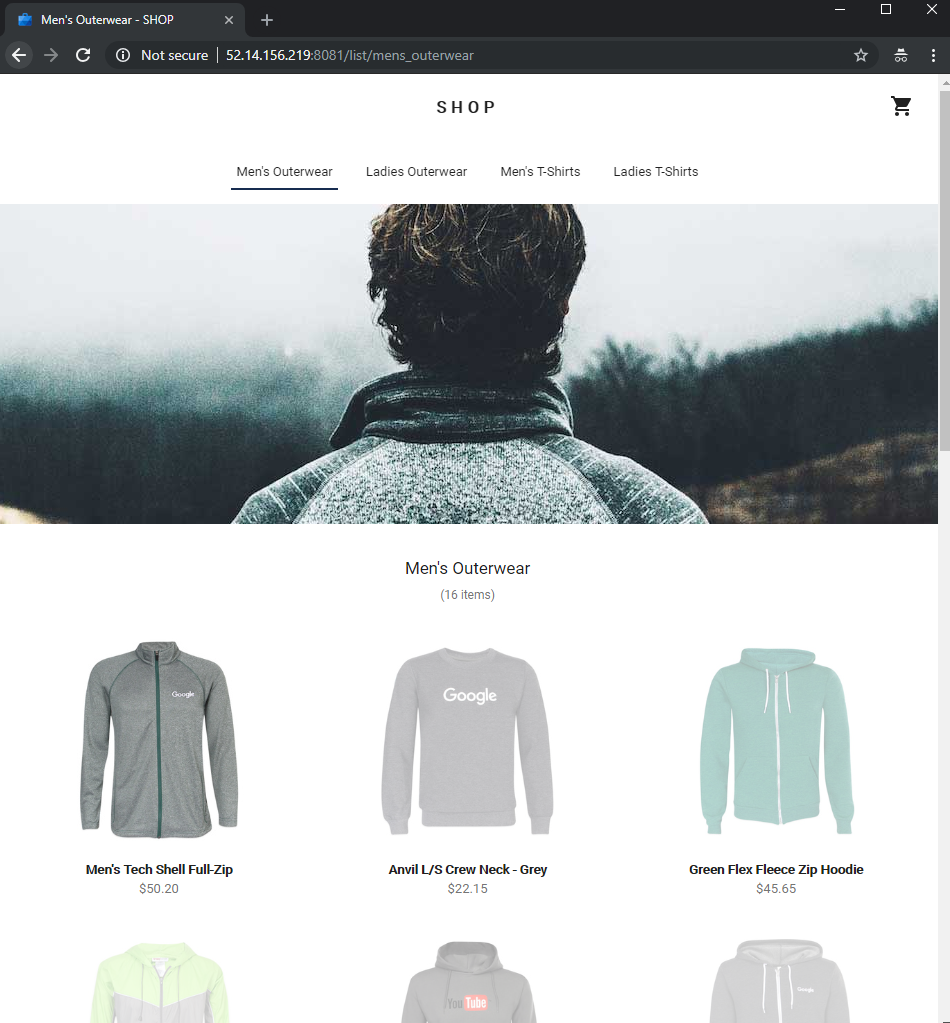 Men's Outerwear - SHOP
Not secure | 52.14.156.219:8081/list/mens_outerwear
SHOP
Men's Outerwear Ladies Outerwear Men's T-Shirts Ladies T-Shirts
Men's Outerwear
(16 items)
Google Google
Men's Tech Shell Full-Zip Anvil L/S Crew Neck - Grey Green Flex Fleece Zip Hoodie
$50.20 $22.15 $45.65
YouTube Google